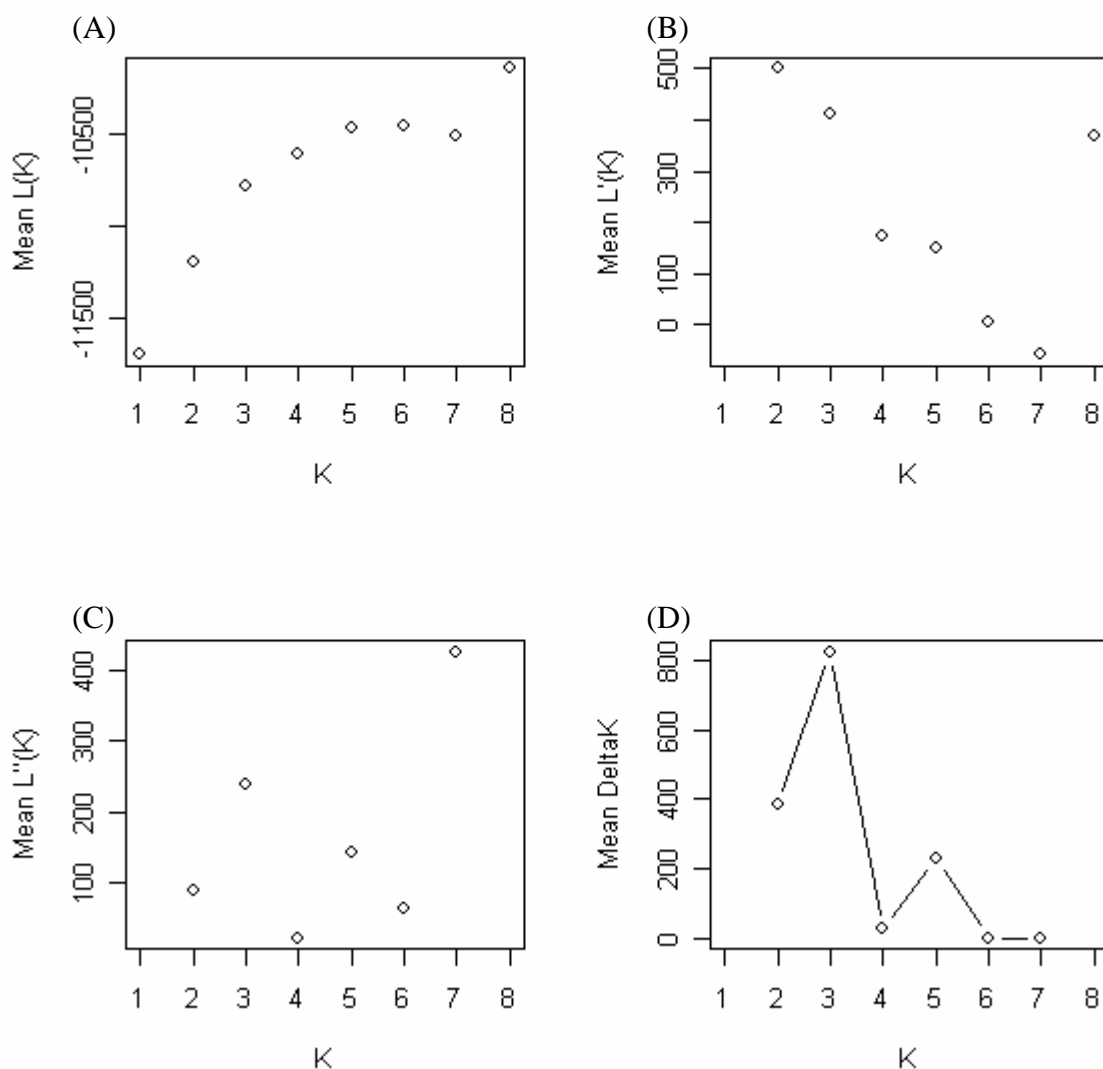 (A)
Mean L(K)
-10500
-11500
1 2 3 4 5 6 7 8
K
(B)
Mean L'(K)
500
300
100
0
1 2 3 4 5 6 7 8
K
(C)
Mean L''(K)
400
300
200
100
1 2 3 4 5 6 7 8
K
(D)
Mean DeltaK
800
600
400
200
0
1 2 3 4 5 6 7 8
K